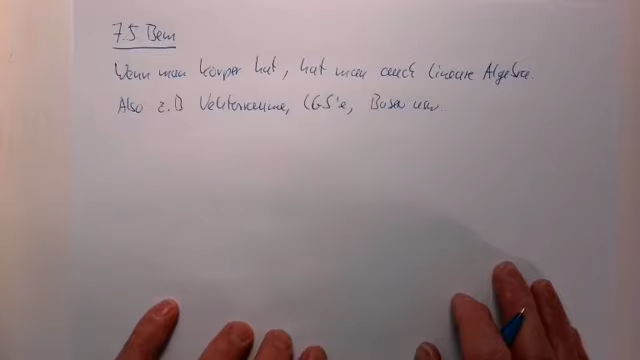 7.5 Bem
Wenn man Körper hat, hat man auch lineare Algebra.
Also z.B Vektorräume, LGS'e, Basen usw.